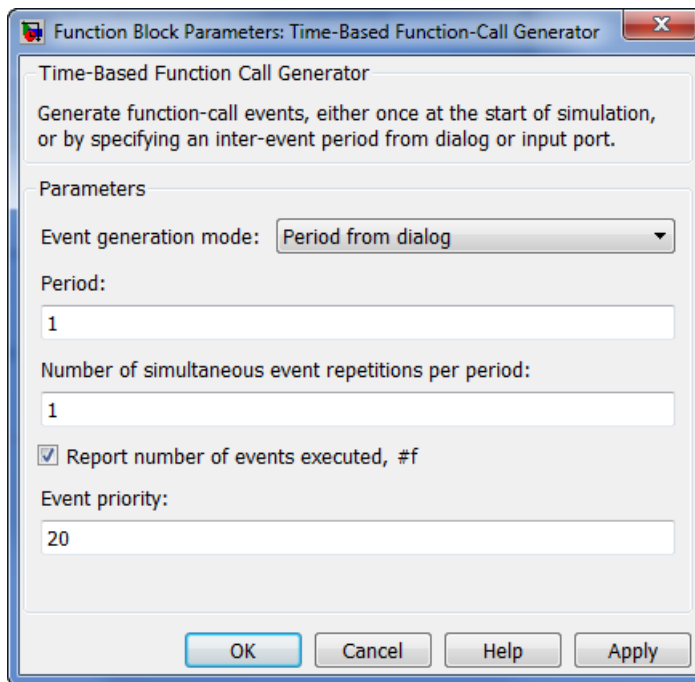 Function Block Parameters: Time-Based Function-Call Generator
Time-Based Function Call Generator
Generate function-call events, either once at the start of simulation,
or by specifying an inter-event period from dialog or input port.
Parameters
Event generation mode: Period from dialog
Period:
1
Number of simultaneous event repetitions per period:
1
Report number of events executed, #f
Event priority:
20
OK Cancel Help Apply